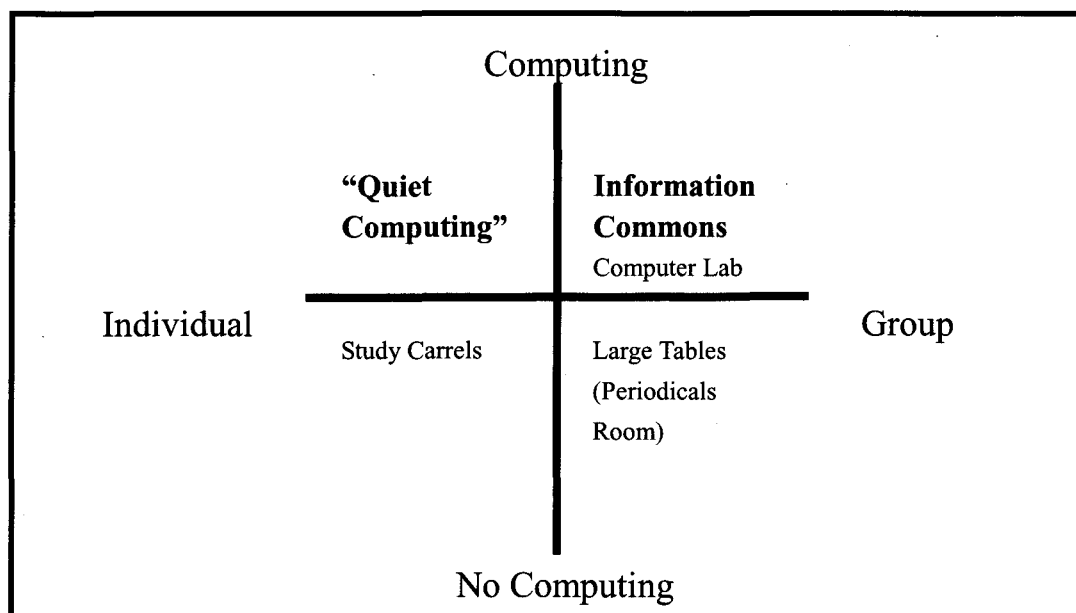 Computing
“Quiet
Computing”
Information
Commons
Computer Lab
Individual
Group
Study Carrels
Large Tables
(Periodicals
Room)
No Computing